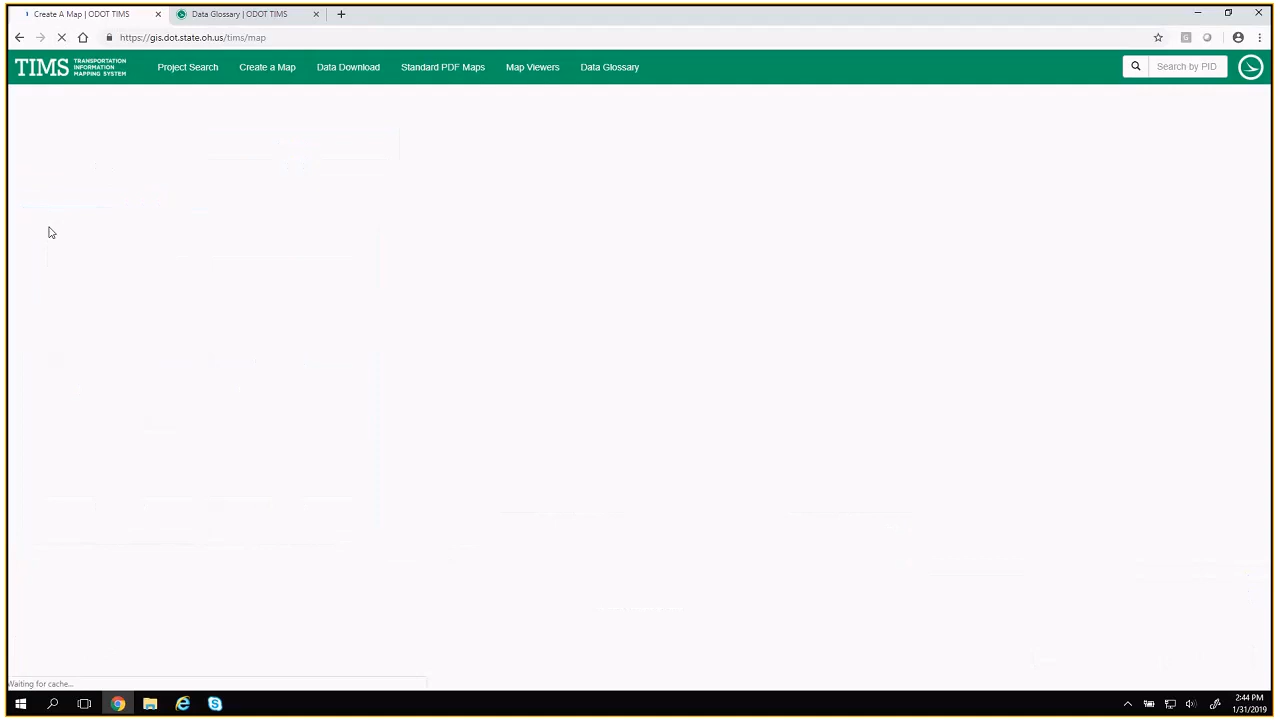 Create A Map | ODOT TIMS
Data Glossary | ODOT TIMS
https://gis.dot.state.oh.us/tims/map
TIMS TRANSPORTATION INFORMATION MAPPING SYSTEM
Project Search Create a Map Data Download Standard PDF Maps Map Viewers Data Glossary Search by PID
Waiting for cache...
2:44 PM
1/31/2019